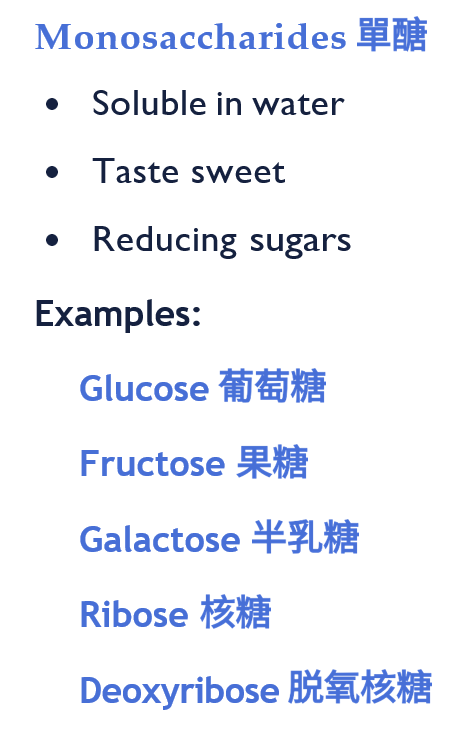 Monosaccharides 單醣
• Soluble in water
• Taste sweet
• Reducing sugars
Examples:
Glucose 葡萄糖
Fructose 果糖
Galactose 半乳糖
Ribose 核糖
Deoxyribose 脱氧核糖